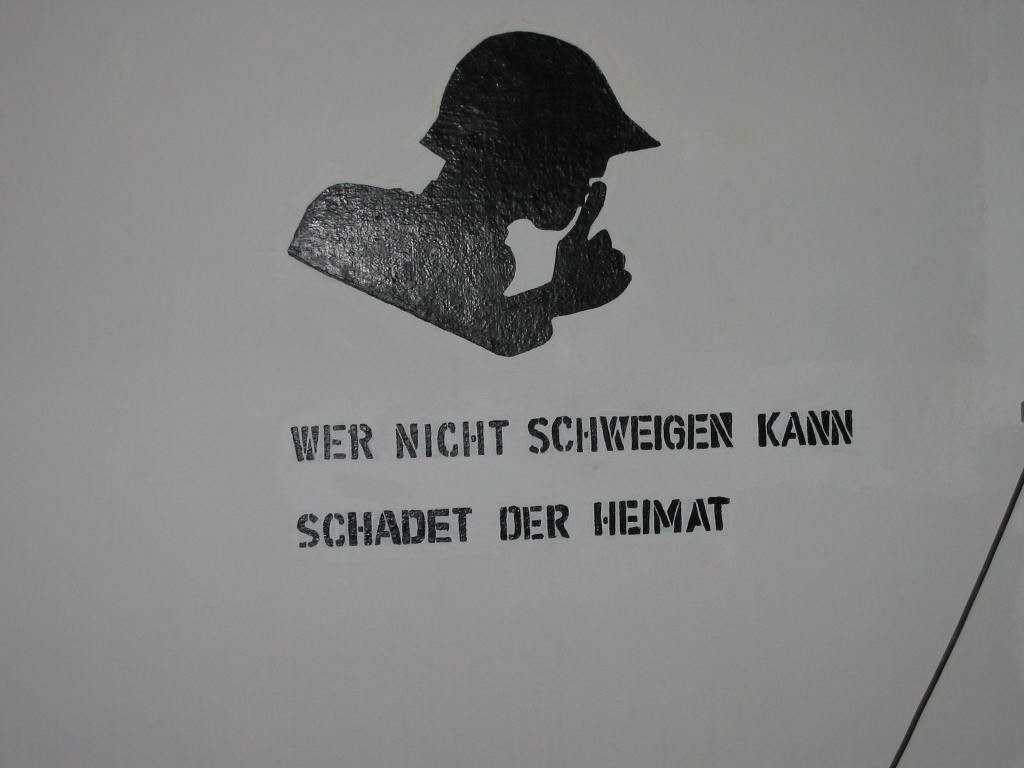 WER NICHT SCHWEIGEN KANN
SCHADET DER HEIMAT